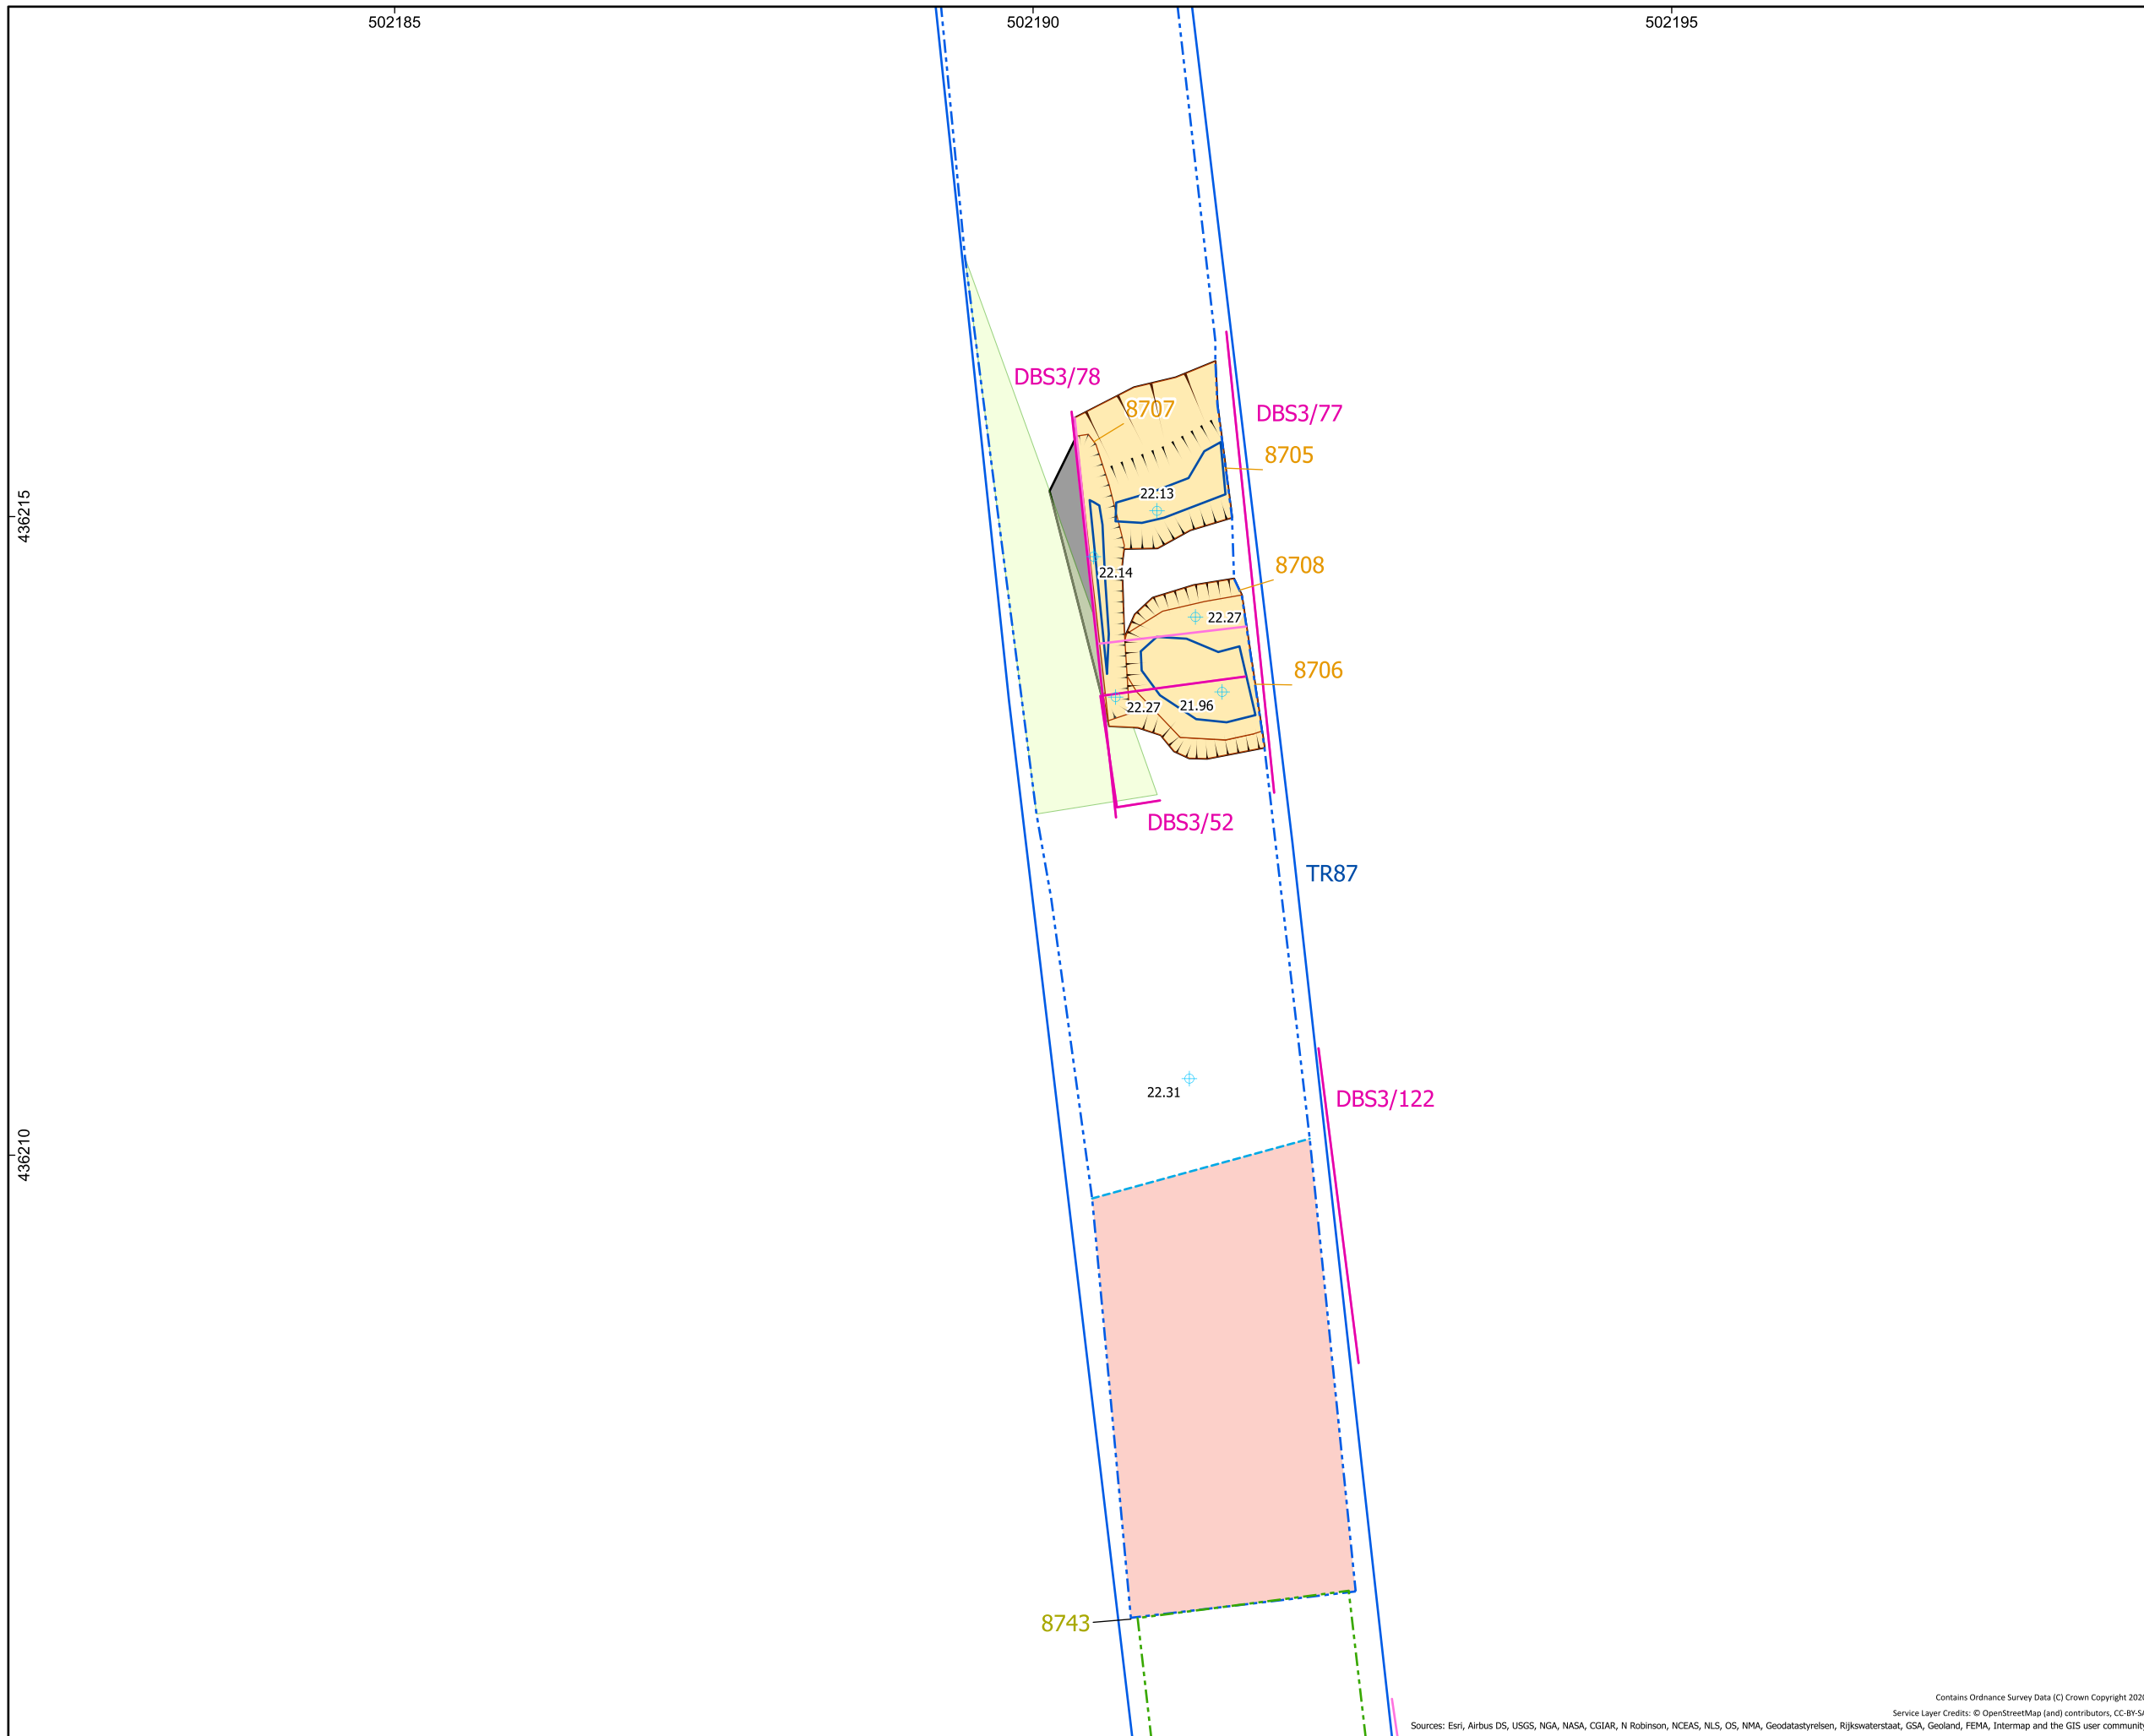 502185 502190 502195
DBS3/78
8707
DBS3/77
8705
22.13
436215
8708
22.14
22.27
8706
22.27 21.96
DBS3/52
TR87
22.31
DBS3/122
436210
8743
Contains Ordnance Survey Data (C) Crown Copyright 2020
Service Layer Credits: © OpenStreetMap (and) contributors, CC-BY-S
Sources: Esri, Airbus DS, USGS, NGA, NASA, CGIAR, N Robinson, NCEAS, NLS, OS, NMA, Geodatastyrelsen, Rijkswaterstaat, GSA, Geoland, FEMA, Intermap and the GIS user community